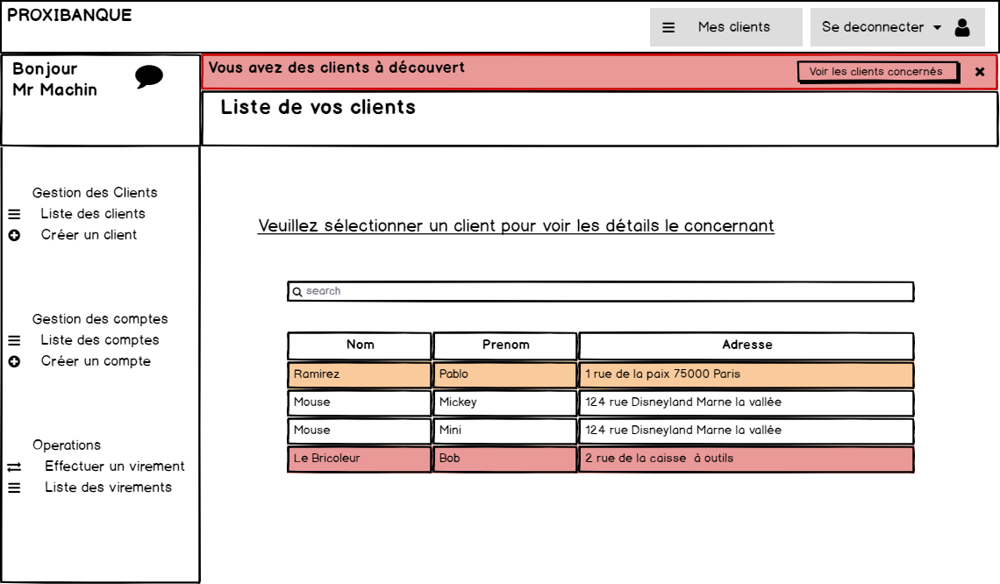 PROXIBANQUE
Mes clients
Se deconnecter
Bonjour
Mr Machin
Vous avez des clients à découvert
Voir les clients concernés
Liste de vos clients
Gestion des Clients
Liste des clients
Créer un client
Gestion des comptes
Liste des comptes
Créer un compte
Operations
Effectuer un virement
Liste des virements
Veuillez sélectionner un client pour voir les détails le concernant
search
Nom Prenom Adresse
Ramirez Pablo 1 rue de la paix 75000 Paris
Mouse Mickey 124 rue Disneyland Marne la vallée
Mouse Mini 124 rue Disneyland Marne la vallée
Le Bricoleur Bob 2 rue de la caisse à outils